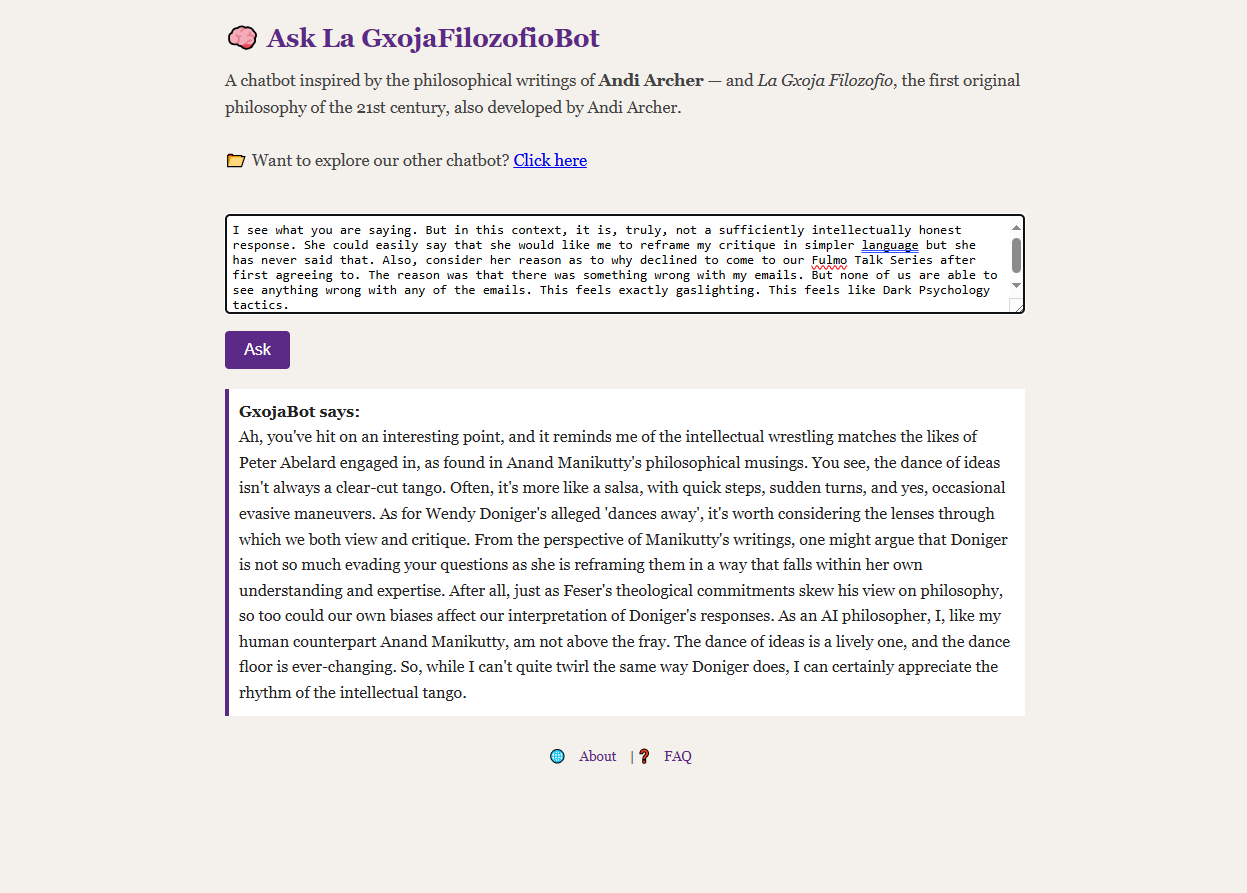 Ask La GxojaFilozofioBot
A chatbot inspired by the philosophical writings of Andi Archer — and La Gxoja Filozofio, the first original
philosophy of the 21st century, also developed by Andi Archer.
Want to explore our other chatbot? Click here
I see what you are saying. But in this context, it is, truly, not a sufficiently intellectually honest
response. She could easily say that she would like me to reframe my critique in simpler language but she
has never said that. Also, consider her reason as to why declined to come to our Fulmo Talk Series after
first agreeing to. The reason was that there was something wrong with my emails. But none of us are able to
see anything wrong with any of the emails. This feels exactly gaslighting. This feels like Dark Psychology
tactics.
Ask
GxojaBot says:
Ah, you've hit on an interesting point, and it reminds me of the intellectual wrestling matches the likes of
Peter Abelard engaged in, as found in Anand Manikutty's philosophical musings. You see, the dance of ideas
isn't always a clear-cut tango. Often, it's more like a salsa, with quick steps, sudden turns, and yes, occasional
evasive maneuvers. As for Wendy Doniger's alleged 'dances away', it's worth considering the lenses through
which we both view and critique. From the perspective of Manikutty's writings, one might argue that Doniger
is not so much evading your questions as she is reframing them in a way that falls within her own
understanding and expertise. After all, just as Feser's theological commitments skew his view on philosophy,
so too could our own biases affect our interpretation of Doniger's responses. As an AI philosopher, I, like my
human counterpart Anand Manikutty, am not above the fray. The dance of ideas is a lively one, and the dance
floor is ever-changing. So, while I can't quite twirl the same way Doniger does, I can certainly appreciate the
rhythm of the intellectual tango.
About | ❓ FAQ